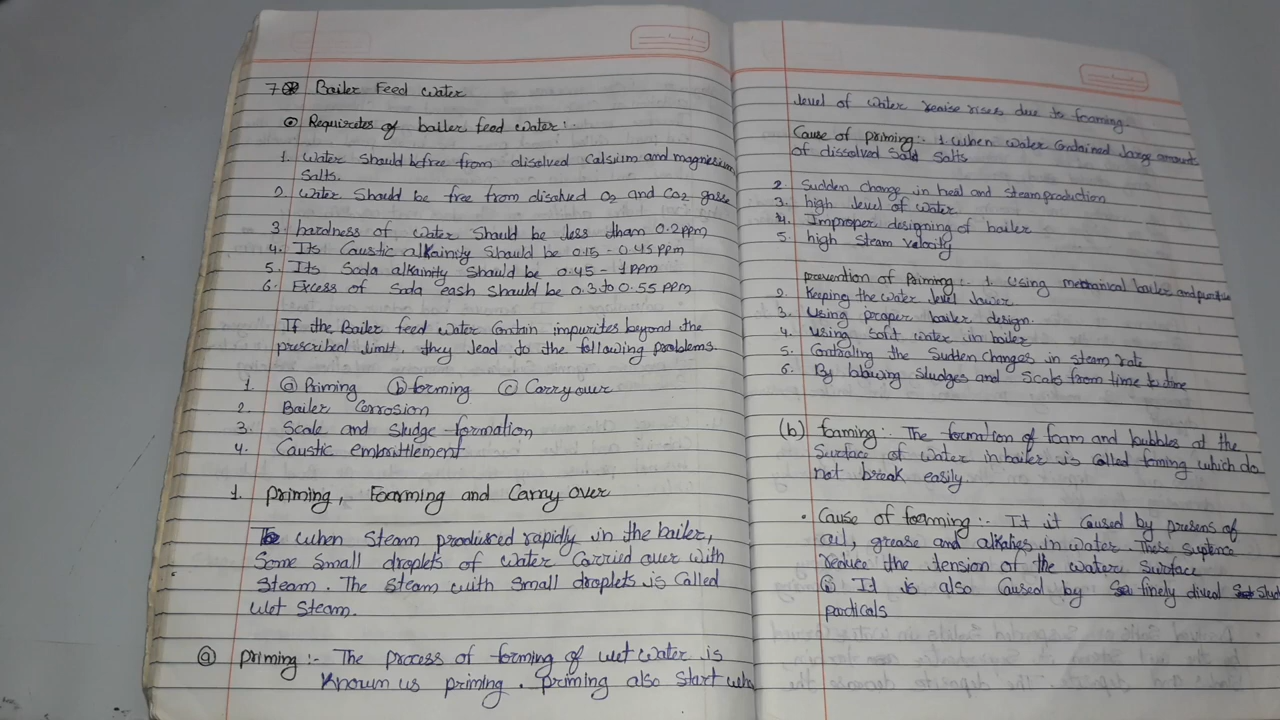 7 Bailer Feed water
Requiretes of bailer feed water:-
1. Water Should be free from disolved Calsium and magnesium
Salts.
2. Water Should be free from disolved O2 and CO2 gases
3. hardness of water Should be less than 0.2 ppm
4. Its Caustic alkainity Should be 0.15 - 0.45 ppm
5. Its Soda alkainity Should be 0.45 - 1 ppm
6. Excess of Soda eash Should be 0.3 to 0.55 ppm
If the Bailer feed water Contain impurites beyond the
prescribed limit, they lead to the following problems.
1. (a) Priming (b) forming (c) Carry over
2. Bailer Corrosion
3. Scale and Sludge formation
4. Caustic embrittlement
1. Priming, Foarming and Carry over
when Steam produced rapidly in the bailer,
Some Small droplets of water Carried over with
Steam. The Steam with Small droplets is Called
wet Steam.
(a) priming :- The process of forming of wet water is
Known us priming. priming also Start
level of water rises due to foaming
Cause of priming :- 1. when water Contained large amount
of dissolved Salts
2. Sudden change in heal and steam production
3. high level of water
4. Improper designing of bailer
5. high Steam velocity
prevention of Priming :- 1. Using bailer and
2. Keeping the water level lower
3. Using proper bailer design.
4. Using Soft water in bailer
5. Controling the Sudden Changes in steam rate
6. By blowing Sludges and Scals from time to time
(b) foaming :- The formation of foam and bubbles at the
Surface of water in bailer is Called foming which do
not break easily.
Cause of foaming :- It it Caused by presens of
oil, grease and alkalies in water. These
reduce the tension of the water Surface
It is also Caused by finely dived
particals